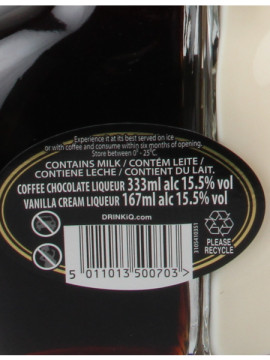 Experience it at its best served on ice
or with coffee and consume within six months of opening.
Store between 0° - 25°C.
CONTAINS MILK / CONTÉM LEITE /
CONTIENE LECHE / CONTIENT DU LAIT.
COFFEE CHOCOLATE LIQUEUR 333ml alc 15.5% vol
VANILLA CREAM LIQUEUR 167ml alc 15.5% vol
DRINKiQ.com
PLEASE
RECYCLE
5 011013 500703 >